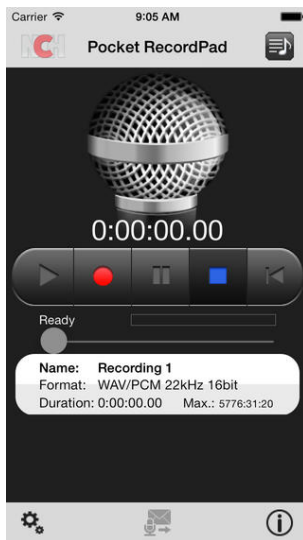 Carrier 9:05 AM
NCH Pocket RecordPad
0:00:00.00
Ready
Name: Recording 1
Format: WAV/PCM 22kHz 16bit
Duration: 0:00:00.00 Max.: 5776:31:20